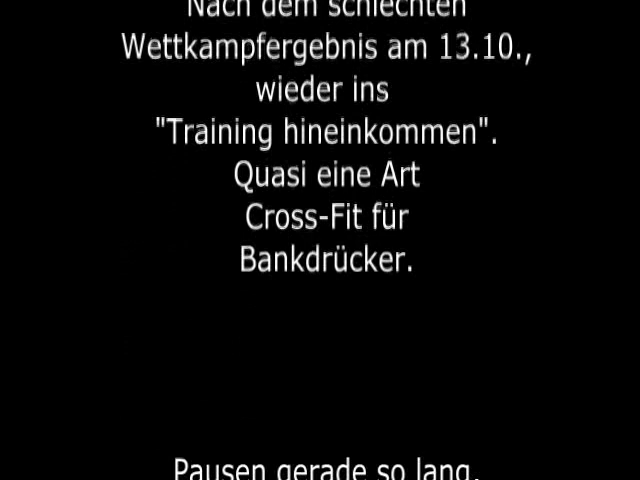 Nach dem schlechten
Wettkampfergebnis am 13.10.,
wieder ins
"Training hineinkommen".
Quasi eine Art
Cross-Fit für
Bankdrücker.
Pausen gerade so lang,